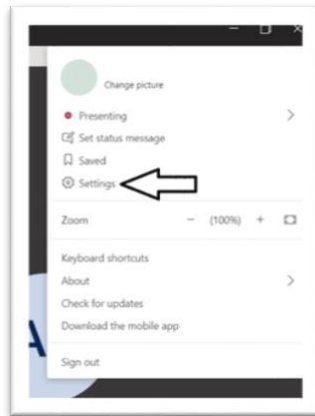 Change picture
Presenting
Set status message
Saved
Settings
Zoom - (100%) +
Keyboard shortcuts
About
Check for updates
Download the mobile app
Sign out
A